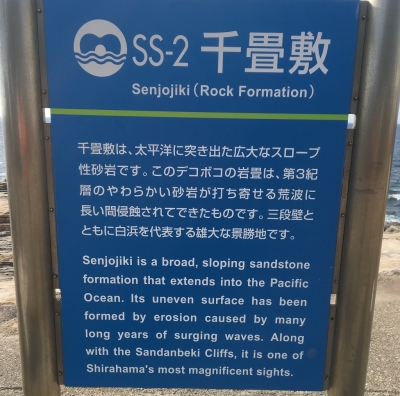 SS-2 千畳敷
Senjojiki(Rock Formation)
千畳敷は、太平洋に突き出た広大なスロープ
性砂岩です。このデコボコの岩畳は、第3紀
層のやわらかい砂岩が打ち寄せる荒波に
長い間侵蝕されてできたものです。三段壁と
ともに白浜を代表する雄大な景勝地です。
Senjojiki is a broad, sloping sandstone
formation that extends into the Pacific
Ocean. Its uneven surface has been
formed by erosion caused by many
long years of surging waves. Along
with the Sandanbeki Cliffs, it is one of
Shirahama's most magnificent sights.